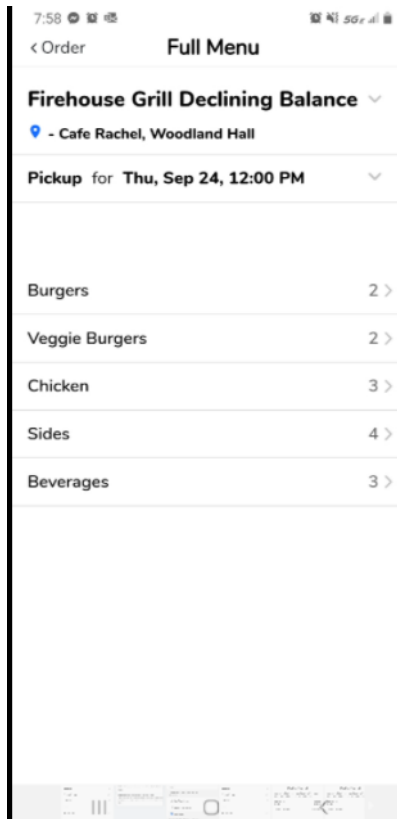 7:58
5GE
< Order Full Menu
Firehouse Grill Declining Balance
- Cafe Rachel, Woodland Hall
Pickup for Thu, Sep 24, 12:00 PM
Burgers 2 >
Veggie Burgers 2 >
Chicken 3 >
Sides 4 >
Beverages 3 >